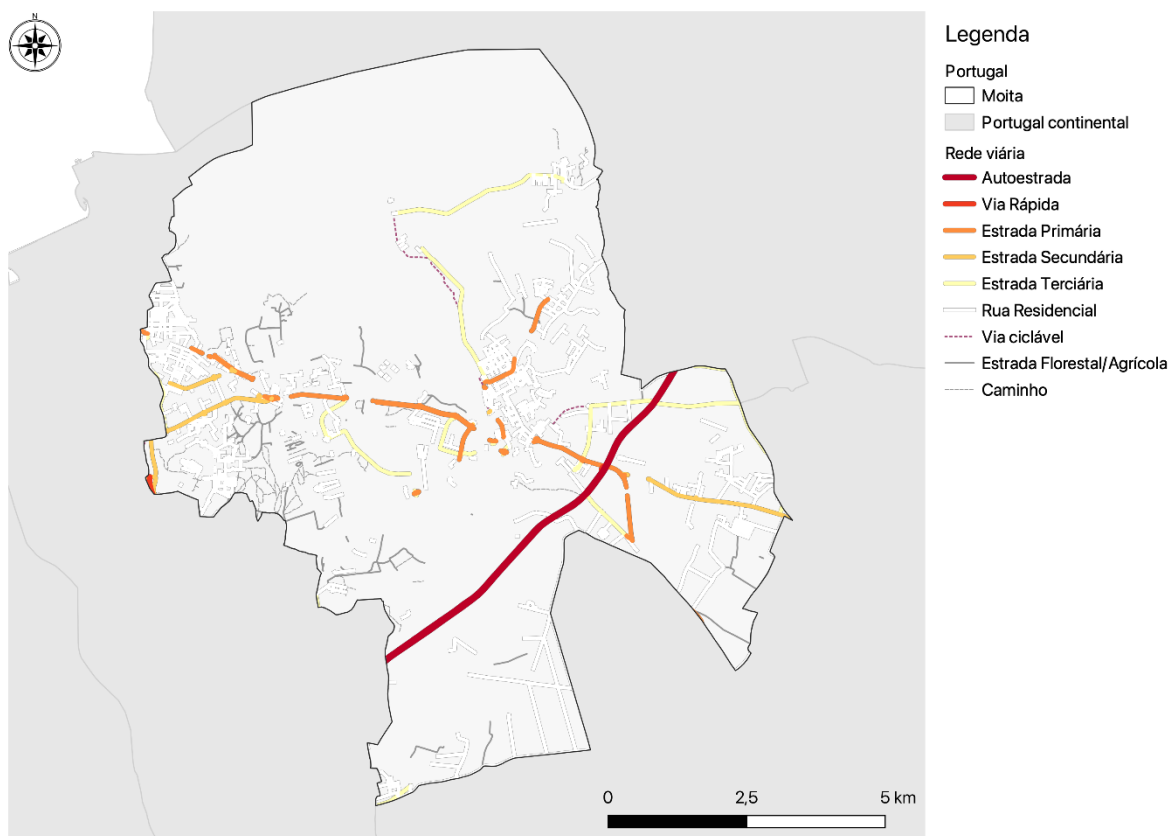 N
Legenda
Portugal
Moita
Portugal continental
Rede viária
Autoestrada
Via Rápida
Estrada Primária
Estrada Secundária
Estrada Terciária
Rua Residencial
Via ciclável
Estrada Florestal/Agrícola
Caminho
0 2,5 5 km